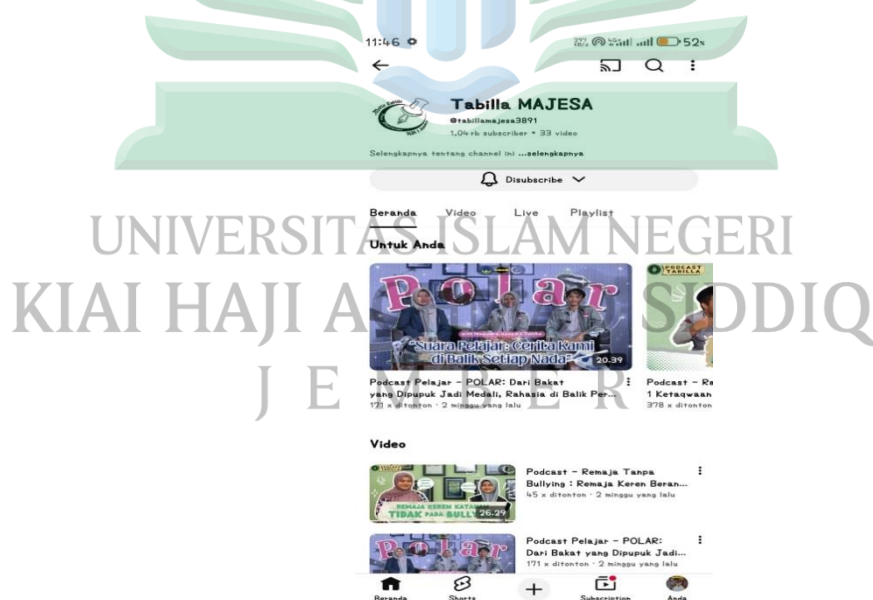 11:46
52%
Tabilla MAJESA
@tabillamajesa3891
1,04 rb subscriber • 33 video
Selengkapnya tentang channel ini ...selengkapnya
Disubscribe
Beranda Video Live Playlist
UNIVERSITAS ISLAM NEGERI
Untuk Anda
Polar
"Suara Pelajar: Cerita Kami
di Balik Setiap Nada"
20.39
PODCAST
TABILLA
KIAI HAJI A SIDDIQ
Podcast Pelajar - POLAR: Dari Bakat
yang Dipupuk Jadi Medali, Rahasia di Balik Per...
171 x ditonton · 2 minggu yang lalu
Podcast - Re
1 Ketaqwaan
378 x ditonton
JEMBER
Video
REMAJA KEREN KATAKAN
TIDAK PADA BULLY
26.29
Podcast - Remaja Tanpa
Bullying : Remaja Keren Beran...
45 x ditonton · 2 minggu yang lalu
Polar
Podcast Pelajar - POLAR:
Dari Bakat yang Dipupuk Jadi...
171 x ditonton · 2 minggu yang lalu
Beranda Shorts Subscription Anda